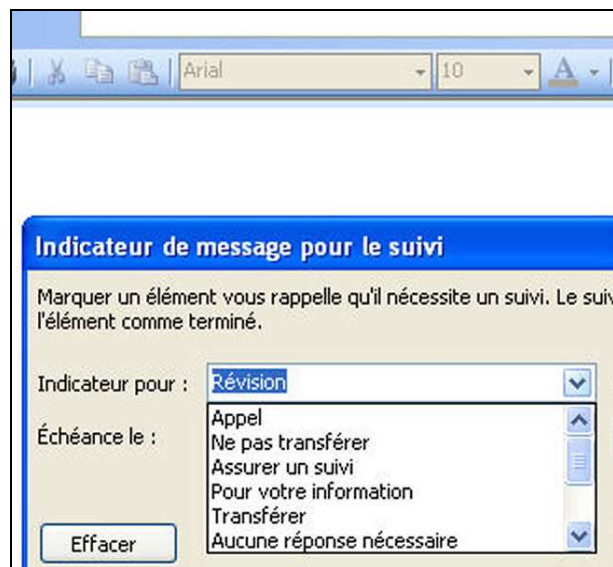 Arial 10 A
Indicateur de message pour le suivi
Marquer un élément vous rappelle qu'il nécessite un suivi. Le suiv
l'élément comme terminé.
Indicateur pour : Révision
Échéance le :
Appel
Ne pas transférer
Assurer un suivi
Pour votre information
Transférer
Aucune réponse nécessaire
Effacer